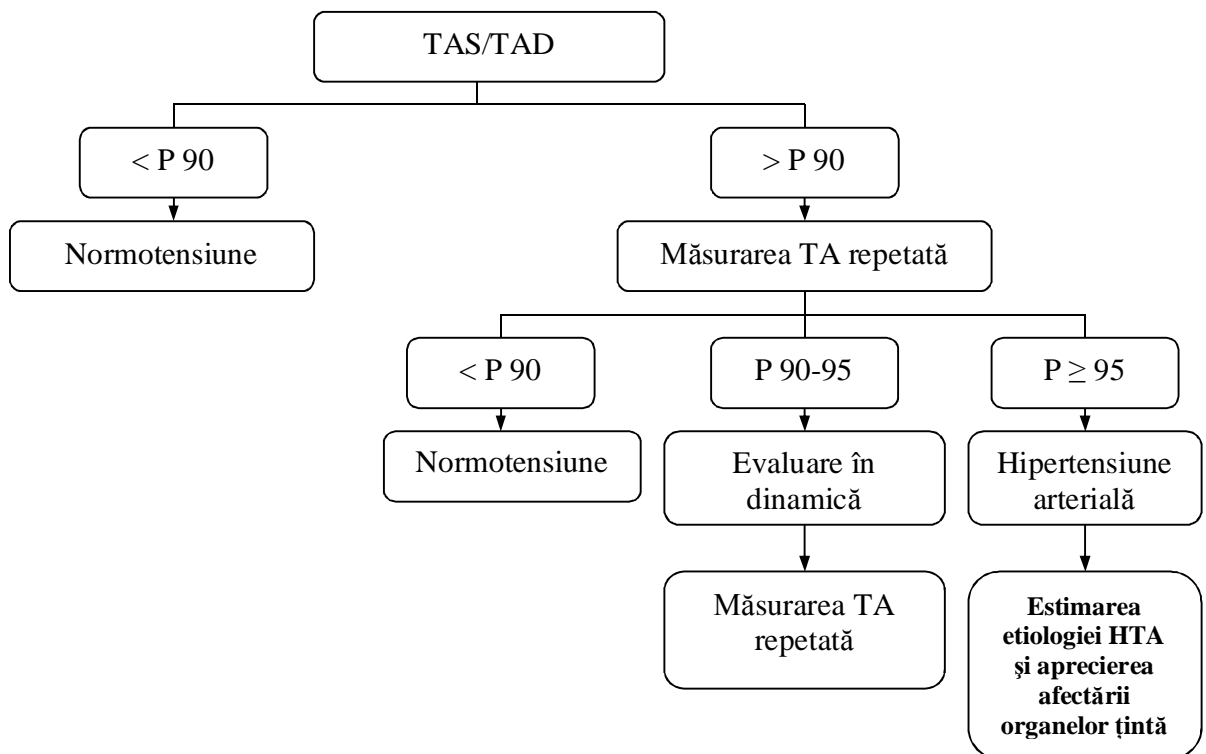 TAS/TAD
< P 90
> P 90
Normotensiune
Măsurarea TA repetată
< P 90
P 90-95
P ≥ 95
Normotensiune
Evaluare în
dinamică
Hipertensiune
arterială
Măsurarea TA
repetată
Estimarea
etiologiei HTA
şi aprecierea
afectării
organelor țintă